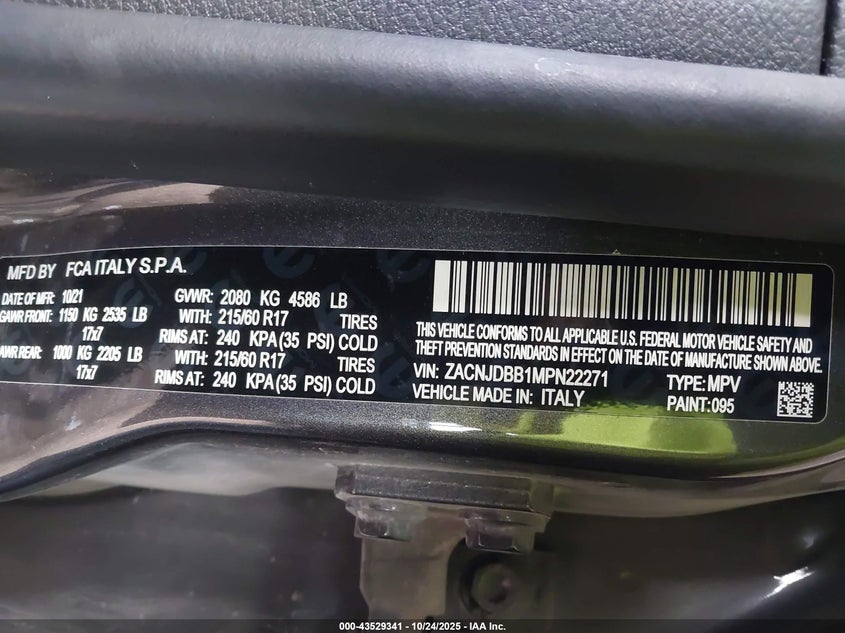 MFD BY FCA ITALY S.P.A.
DATE OF MFR: 10/21 GVWR: 2080 KG 4586 LB
GAWR FRONT: 1150 KG 2535 LB WITH: 215/60 R17 TIRES
17x7 RIMS AT: 240 KPA (35 PSI) COLD
AWR REAR: 1000 KG 2205 LB WITH: 215/60 R17 TIRES
17x7 RIMS AT: 240 KPA (35 PSI) COLD
THIS VEHICLE CONFORMS TO ALL APPLICABLE U.S. FEDERAL MOTOR VEHICLE SAFETY AND
THEFT PREVENTION STANDARDS IN EFFECT ON THE DATE OF MANUFACTURE SHOWN ABOVE.
VIN: ZACNJDBB1MPN22271 TYPE: MPV
VEHICLE MADE IN: ITALY PAINT: 095
000-43529341 - 10/24/2025 - IAA Inc.